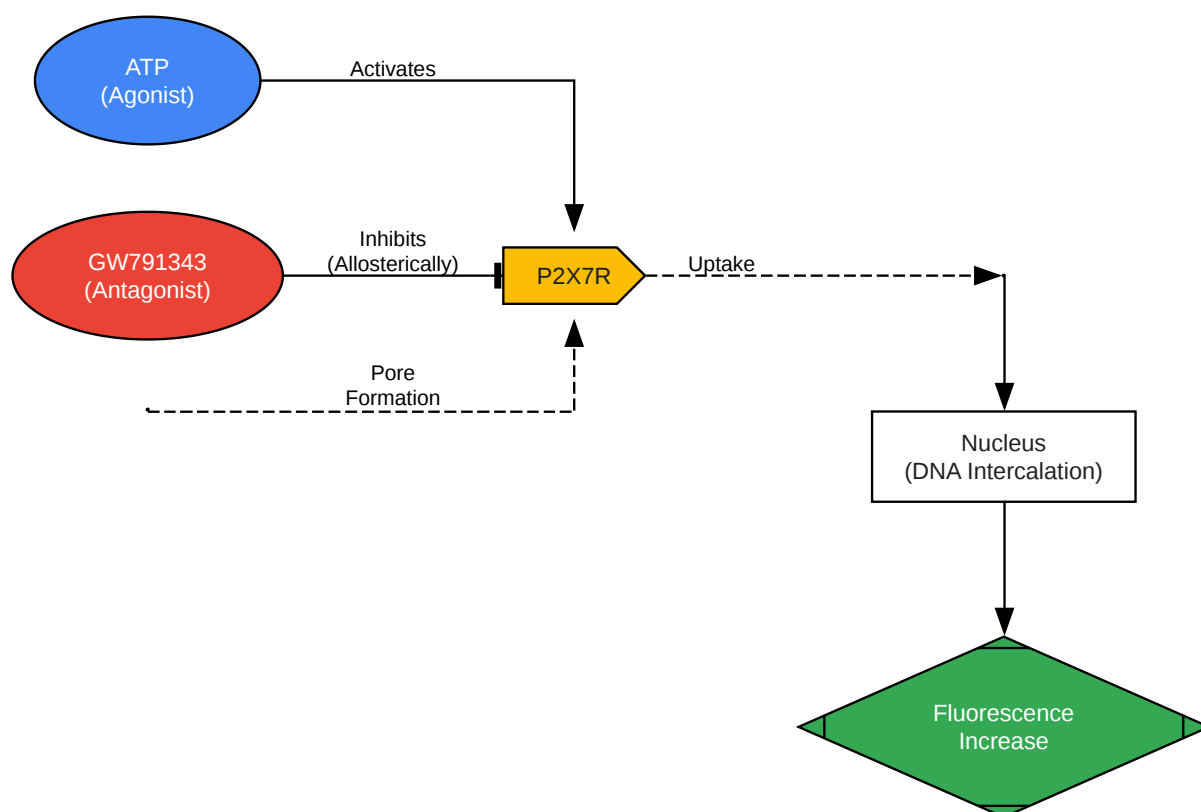 ATP
(Agonist)
Activates
GW791343
(Antagonist)
Inhibits
(Allosterically)
P2X7R
Uptake
Pore
Formation
Nucleus
(DNA Intercalation)
Fluorescence
Increase